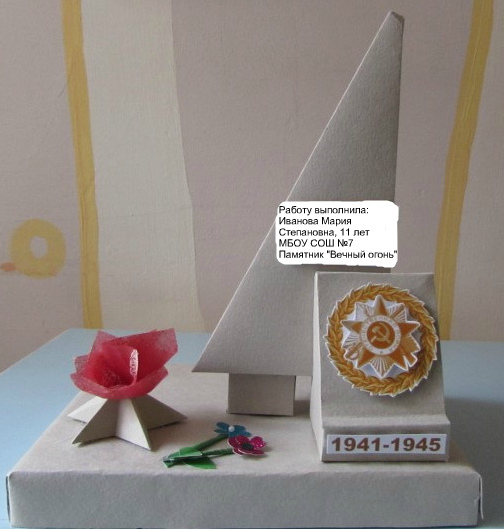 Работу выполнила:
Иванова Мария
Степановна, 11 лет
МБОУ СОШ №7
Памятник "Вечный огонь"
1941-1945